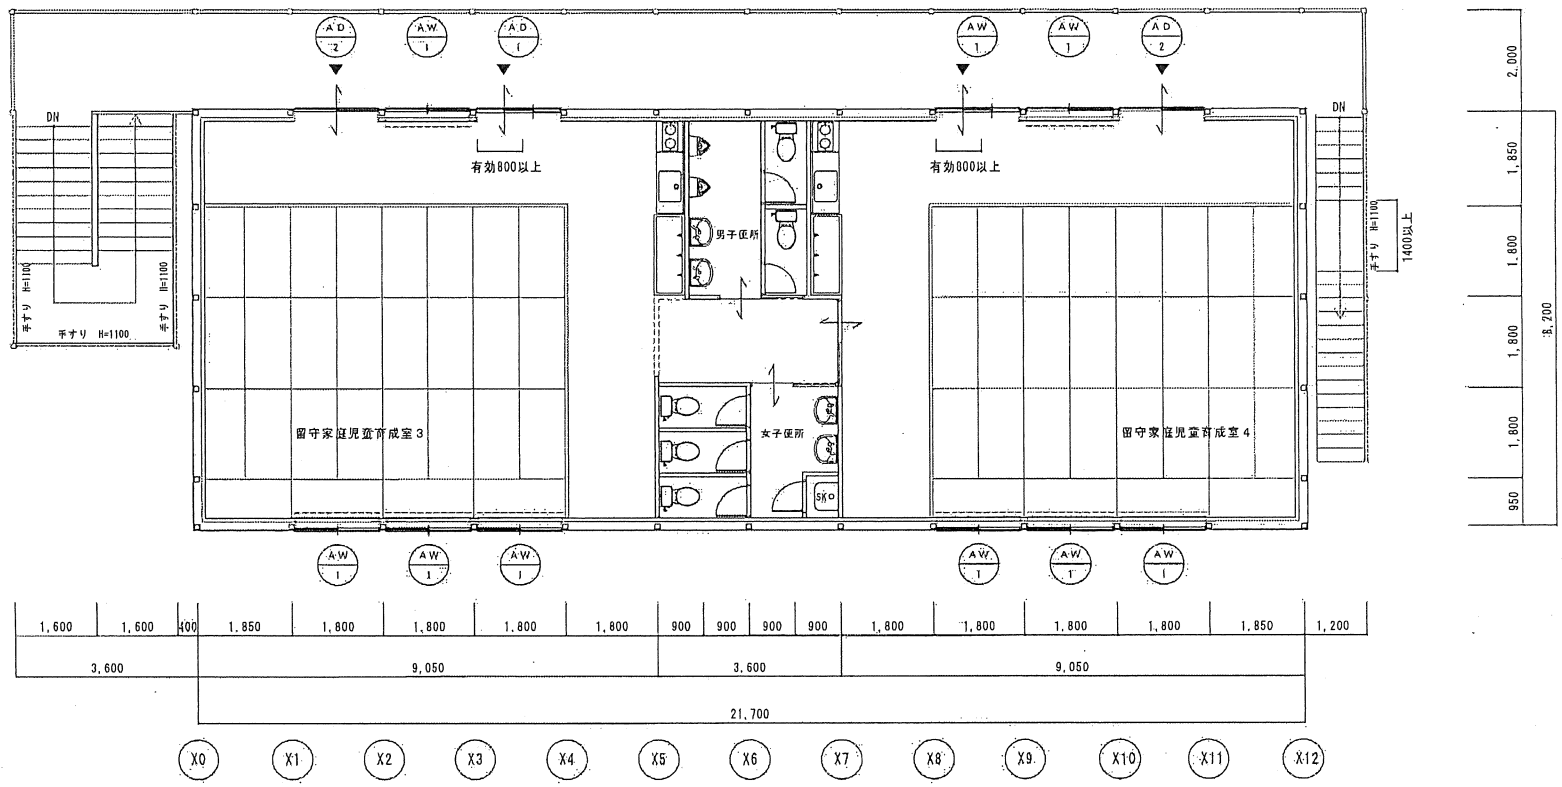 AD 2
AW 1
AD 1
AW 1
AW 1
AD 2
2,000
DN
DN
有効800以上
有効800以上
1,850
男子便所
手すり H=1100
1400以上
1,800
手すり H=1100
手すり H=1100
手すり H=1100
8,200
1,800
留守家庭児童育成室3
女子便所
留守家庭児童育成室4
1,800
SK
950
AW 1
AW 1
AW 1
AW 1
AW 1
AW 1
1,600 1,600 400 1,850 1,800 1,800 1,800 1,800 900 900 900 900 1,800 1,800 1,800 1,800 1,850 1,200
3,600 9,050 3,600 9,050
21,700
X0 X1 X2 X3 X4 X5 X6 X7 X8 X9 X10 X11 X12